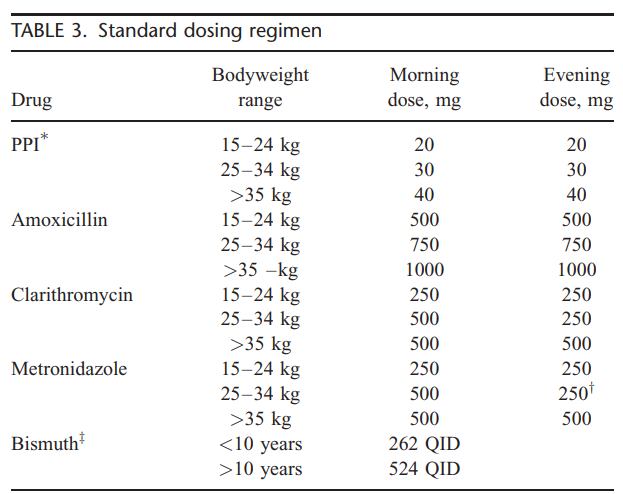 TABLE 3. Standard dosing regimen
Drug Bodyweight range Morning dose, mg Evening dose, mg
PPI* 15–24 kg 20 20
25–34 kg 30 30
>35 kg 40 40
Amoxicillin 15–24 kg 500 500
25–34 kg 750 750
>35 –kg 1000 1000
Clarithromycin 15–24 kg 250 250
25–34 kg 500 250
>35 kg 500 500
Metronidazole 15–24 kg 250 250
25–34 kg 500 250†
>35 kg 500 500
Bismuth‡ <10 years 262 QID
>10 years 524 QID